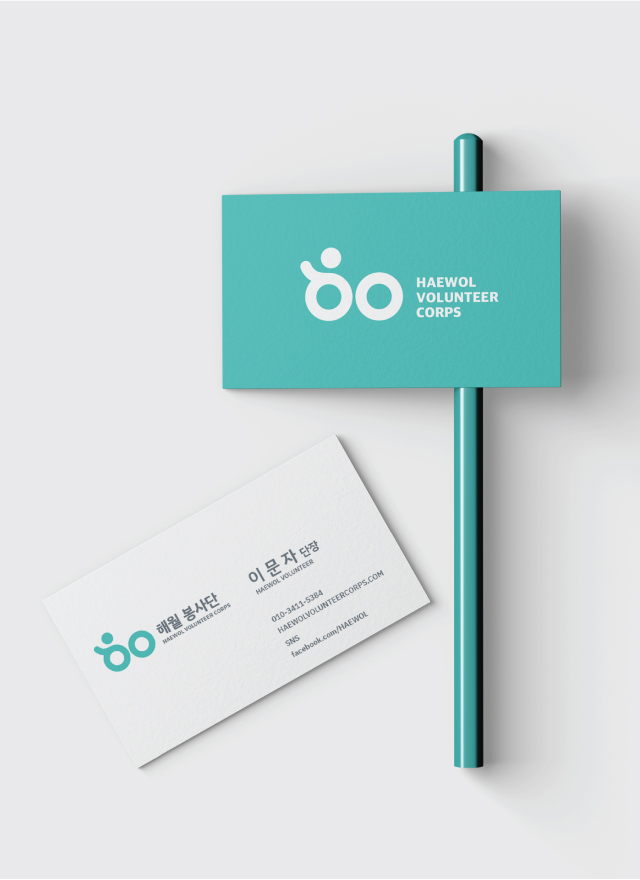 HAEWOL
VOLUNTEER
CORPS
해월 봉사단
HAEWOL VOLUNTEER CORPS
이문자 단장
HAEWOL VOLUNTEER
010-3411-5384
HAEWOLVOLUNTEERCORPS.COM
SNS
facebook.com/HAEWOL